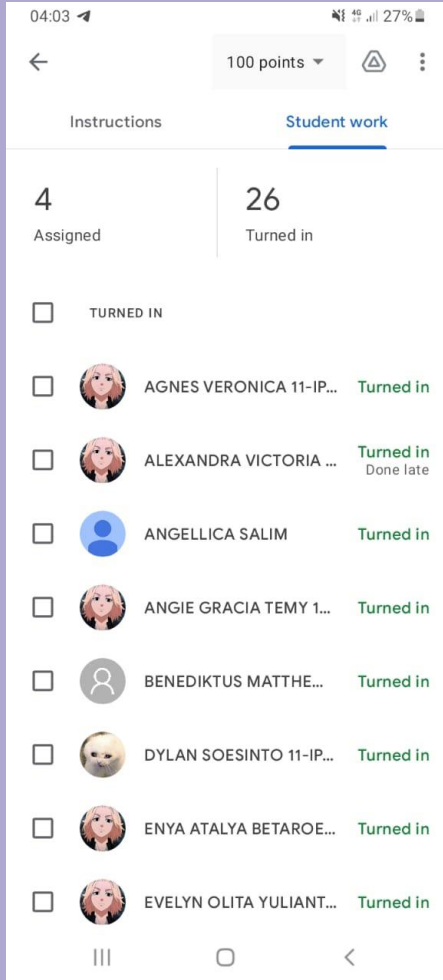 04:03 4G 27%
100 points
Instructions Student work
4 26
Assigned Turned in
TURNED IN
AGNES VERONICA 11-IP... Turned in
ALEXANDRA VICTORIA ... Turned in
Done late
ANGELLICA SALIM Turned in
ANGIE GRACIA TEMY 1... Turned in
BENEDIKTUS MATTHE... Turned in
DYLAN SOESINTO 11-IP... Turned in
ENYA ATALYA BETAROE... Turned in
EVELYN OLITA YULIANT... Turned in